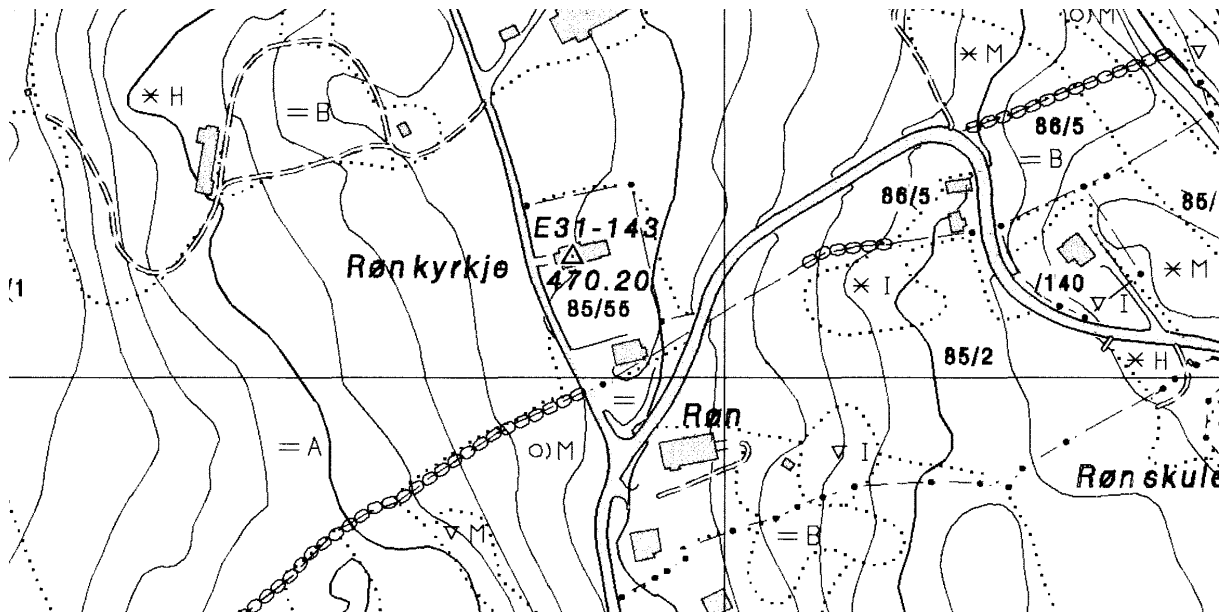 M
M
H
B
86/5
B
86/5
85/
E31-143
Røn kyrkje
470.20
85/55
M
I
/140
I
/1
85/2
H
Røn
A
M
I
Røn skule
M
B